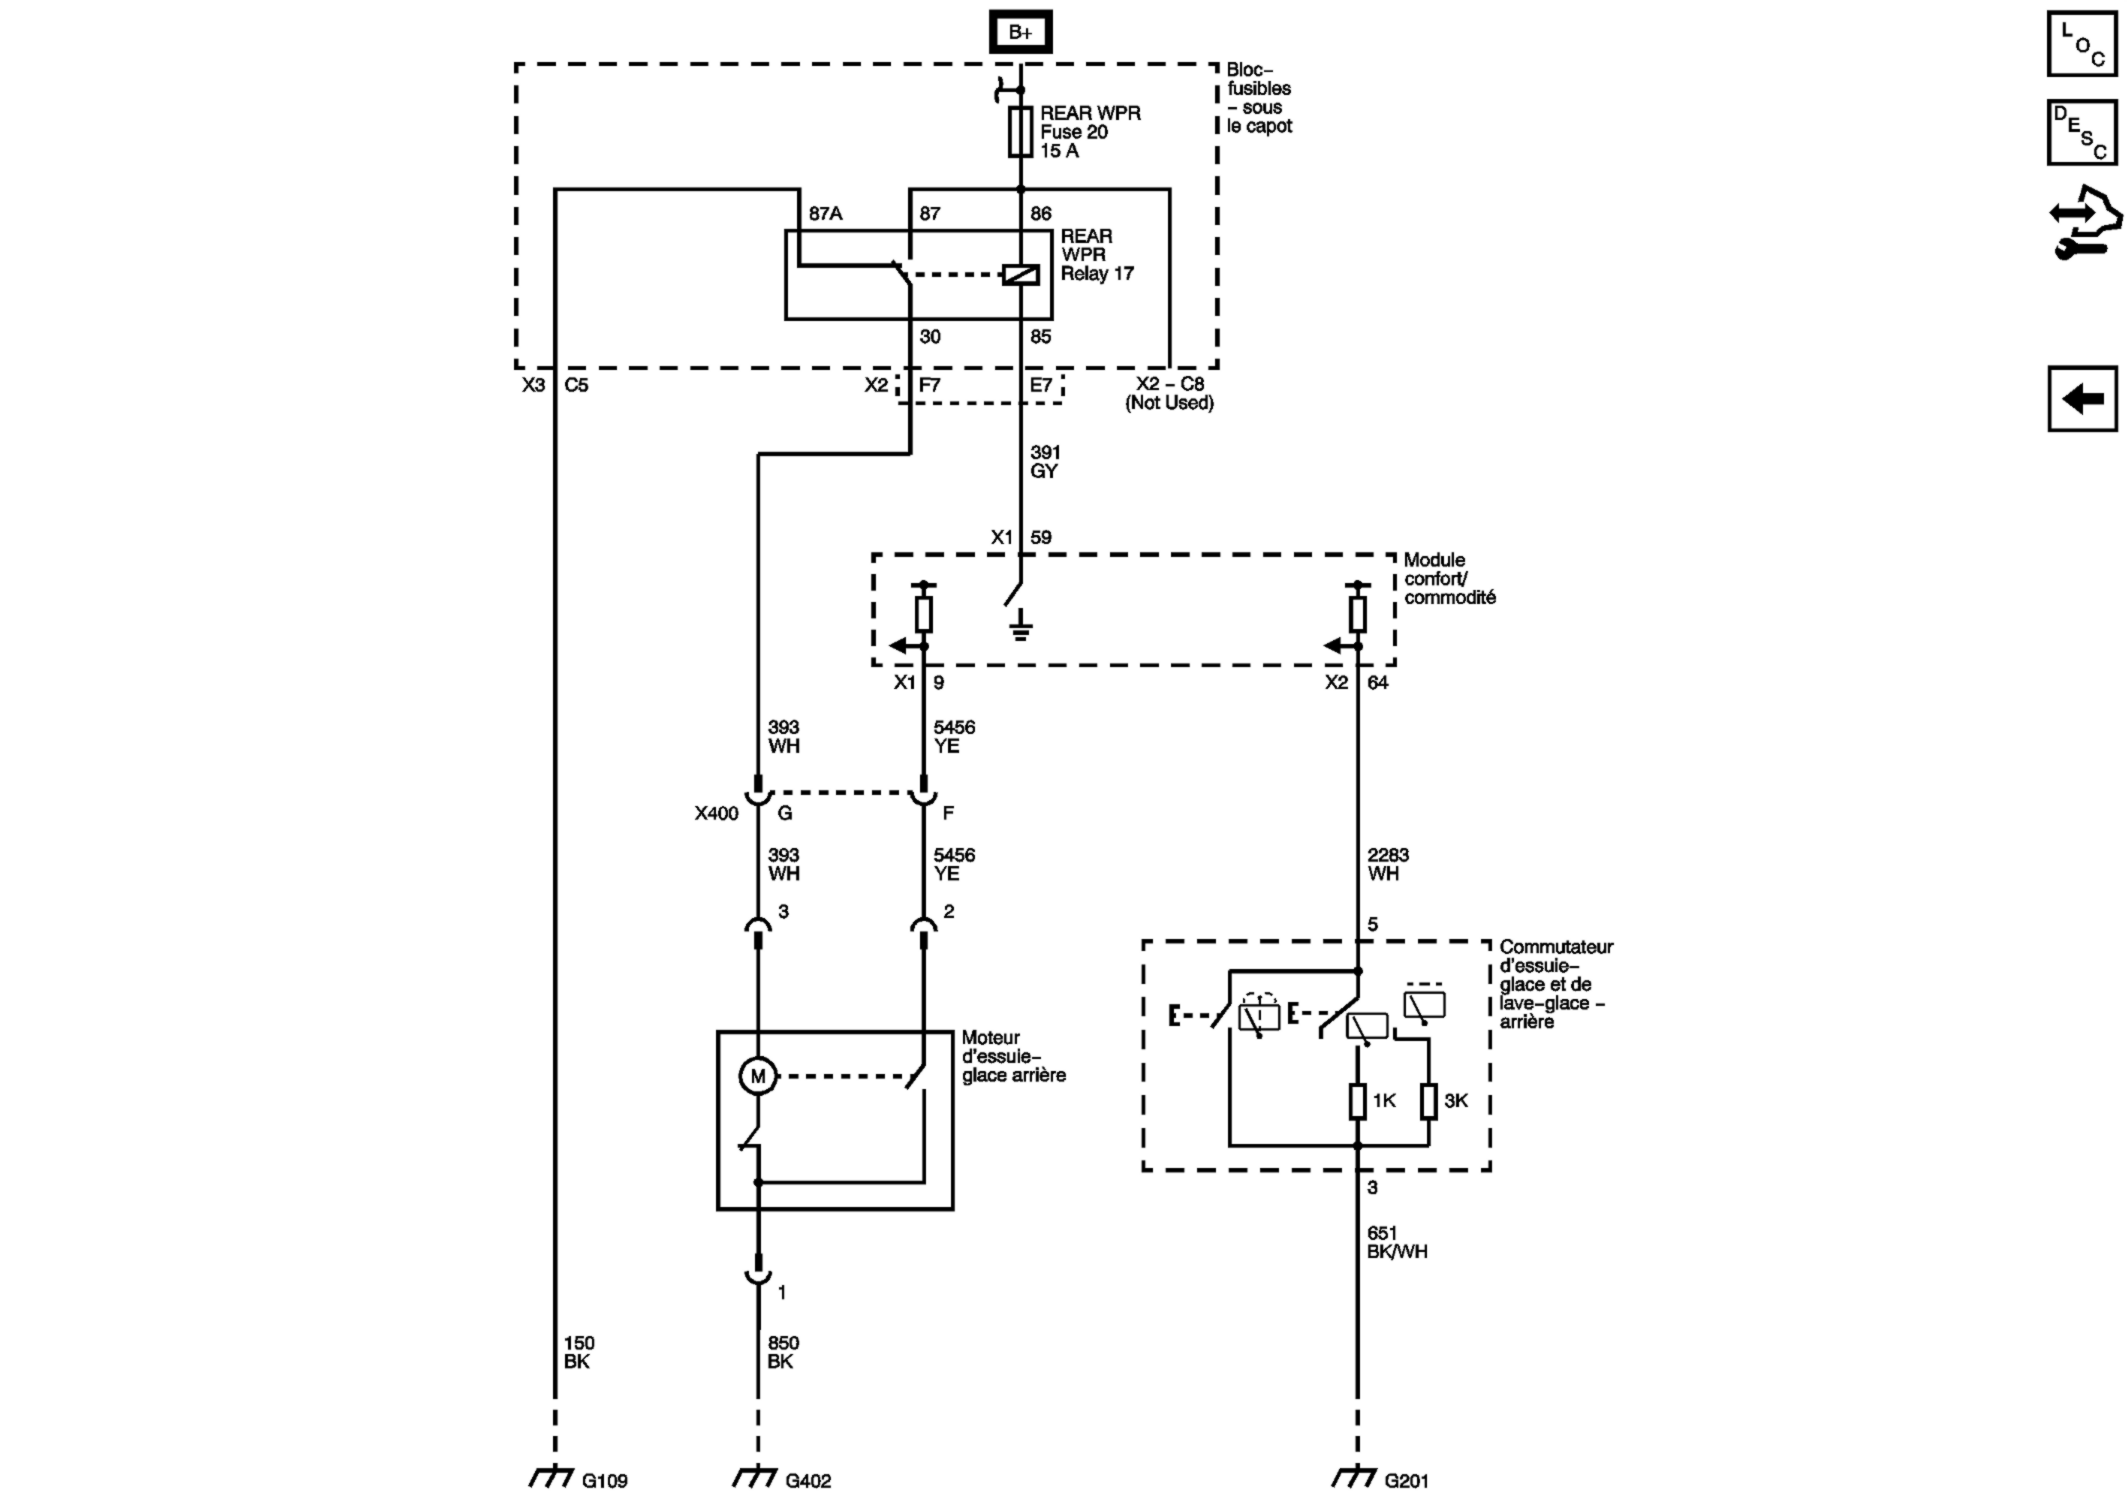 B+
L
O
C
Bloc–
fusibles
– sous
le capot
REAR WPR
Fuse 20
15 A
D
E
S
C
87A
87
86
REAR
WPR
Relay 17
30
85
X3
C5
X2
F7
E7
X2 – C8
(Not Used)
391
GY
X1
59
Module
confort/
commodité
X1
9
X2
64
393
WH
5456
YE
X400
G
F
393
WH
5456
YE
2283
WH
3
2
5
Commutateur
d'essuie–
glace et de
lave–glace –
arrière
E
E
Moteur
d'essuie–
glace arrière
M
1K
3K
3
651
BK/WH
1
150
BK
850
BK
G109
G402
G201